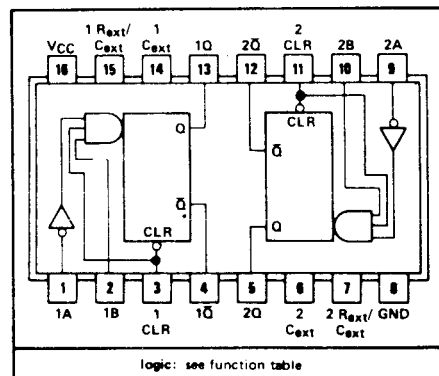 1 Rext/ 1 2
VCC Cext Cext 1Q 2Q̅ CLR 2B 2A
16 15 14 13 12 11 10 9
CLR
Q
Q̅
Q̅
Q
CLR
1 2 3 4 5 6 7 8
1A 1B 1 1Q̅ 2Q 2 2 Rext/ GND
CLR Cext Cext
logic: see function table